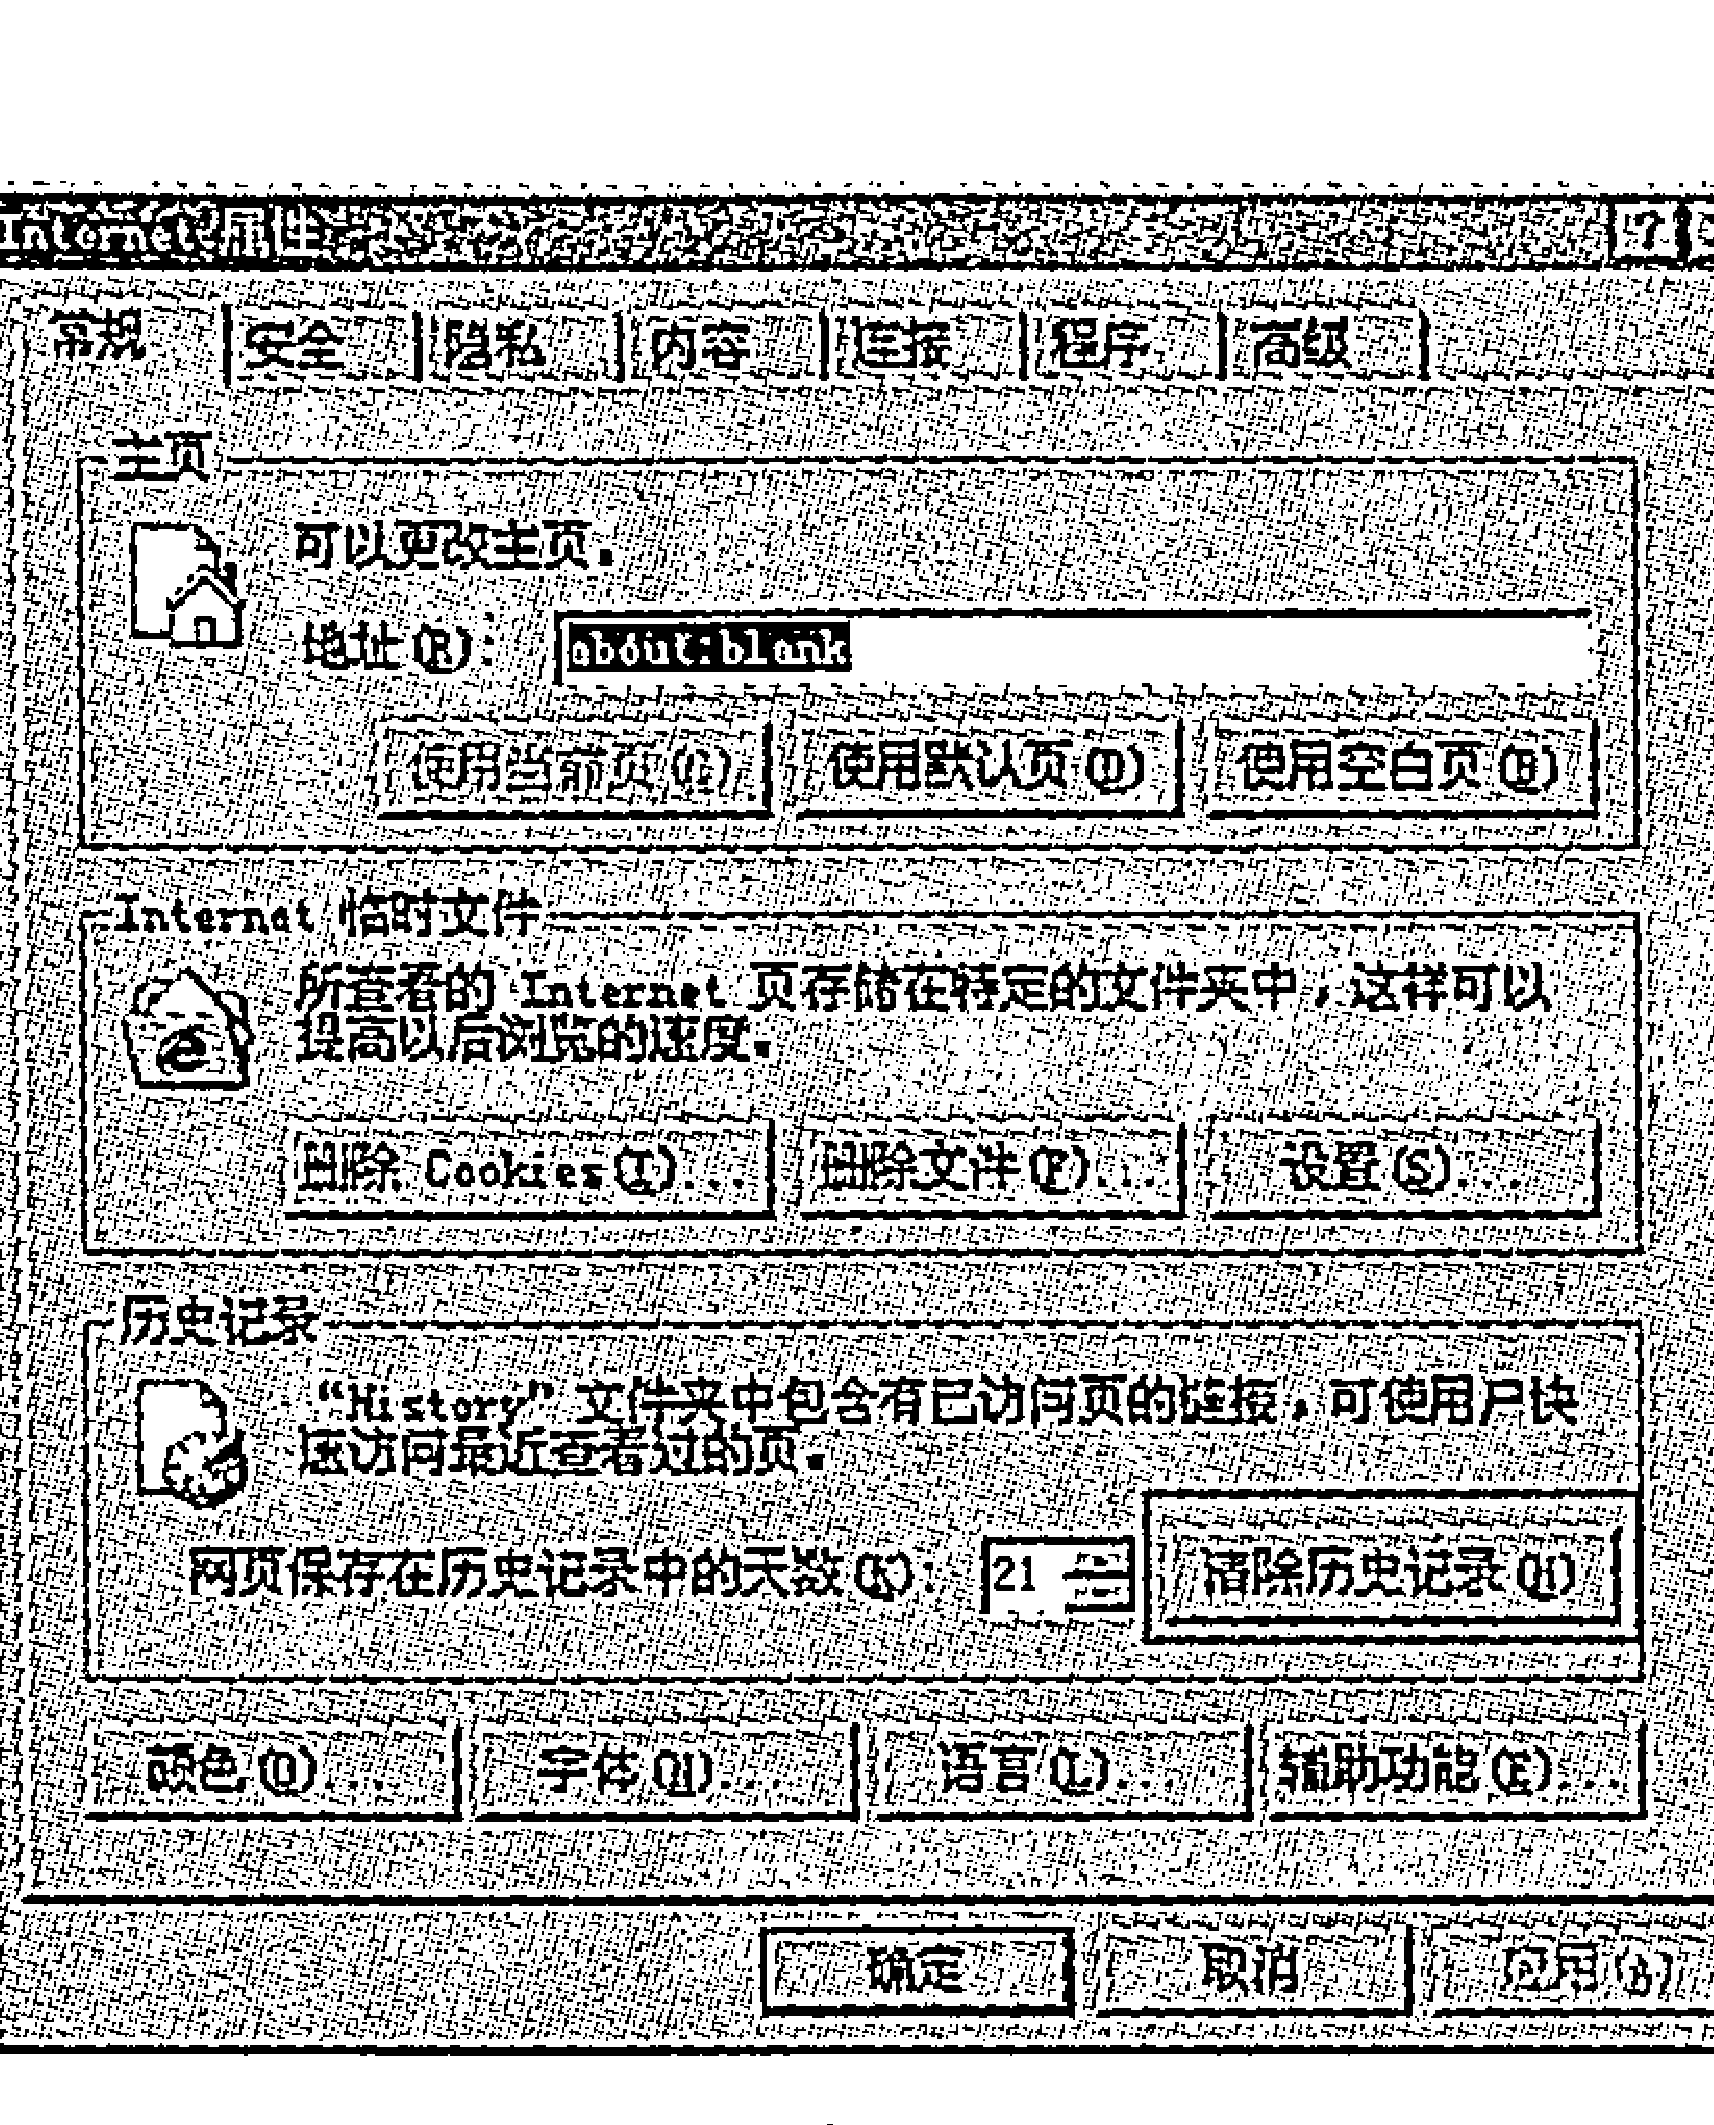 Internet 属性
常规 安全 隐私 内容 连接 程序 高级
主页
可以更改主页。
地址(R): about:blank
使用当前页(C) 使用默认页(D) 使用空白页(B)
Internet 临时文件
所查看的 Internet 页存储在特定的文件夹中，这样可以
提高以后浏览的速度。
删除 Cookies(I)... 删除文件(F)... 设置(S)...
历史记录
“History”文件夹中包含有已访问页的链接，可使用户快
速访问最近查看过的页。
网页保存在历史记录中的天数(K): 21 清除历史记录(H)
颜色(O)... 字体(N)... 语言(L)... 辅助功能(E)...
确定 取消 应用(A)